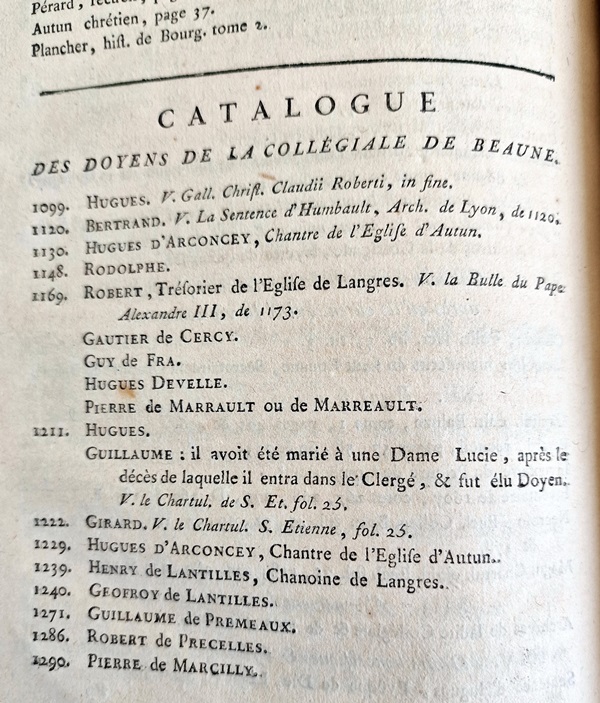 Pérard, recueil, pag
Autun chrétien, page 37.
Plancher, hist. de Bourg. tome 2.
CATALOGUE
DES DOYENS DE LA COLLÉGIALE DE BEAUNE.
1099. HUGUES. V. Gall. Christ. Claudii Roberti, in fine.
1120. BERTRAND. V. La Sentence d'Humbault, Arch. de Lyon, de 1120.
1130. HUGUES D'ARCONCEY, Chantre de l'Eglise d'Autun.
1148. RODOLPHE.
1169. ROBERT, Trésorier de l'Eglise de Langres. V. la Bulle du Pape
Alexandre III, de 1173.
GAUTIER de CERCY.
GUY de FRA.
HUGUES DEVELLE.
PIERRE de MARRAULT ou de MARREAULT.
1211. HUGUES.
GUILLAUME : il avoit été marié à une Dame Lucie, après le
décès de laquelle il entra dans le Clergé, & fut élu Doyen.
V. le Chartul. de S. Et. fol. 25.
1222. GIRARD. V. le Chartul. S. Etienne, fol. 25.
1229. HUGUES D'ARCONCEY, Chantre de l'Eglise d'Autun.
1239. HENRY de LANTILLES, Chanoine de Langres.
1240. GEOFROY de LANTILLES.
1271. GUILLAUME de PREMEAUX.
1286. ROBERT de PRECELLES.
1290. PIERRE de MARCILLY.